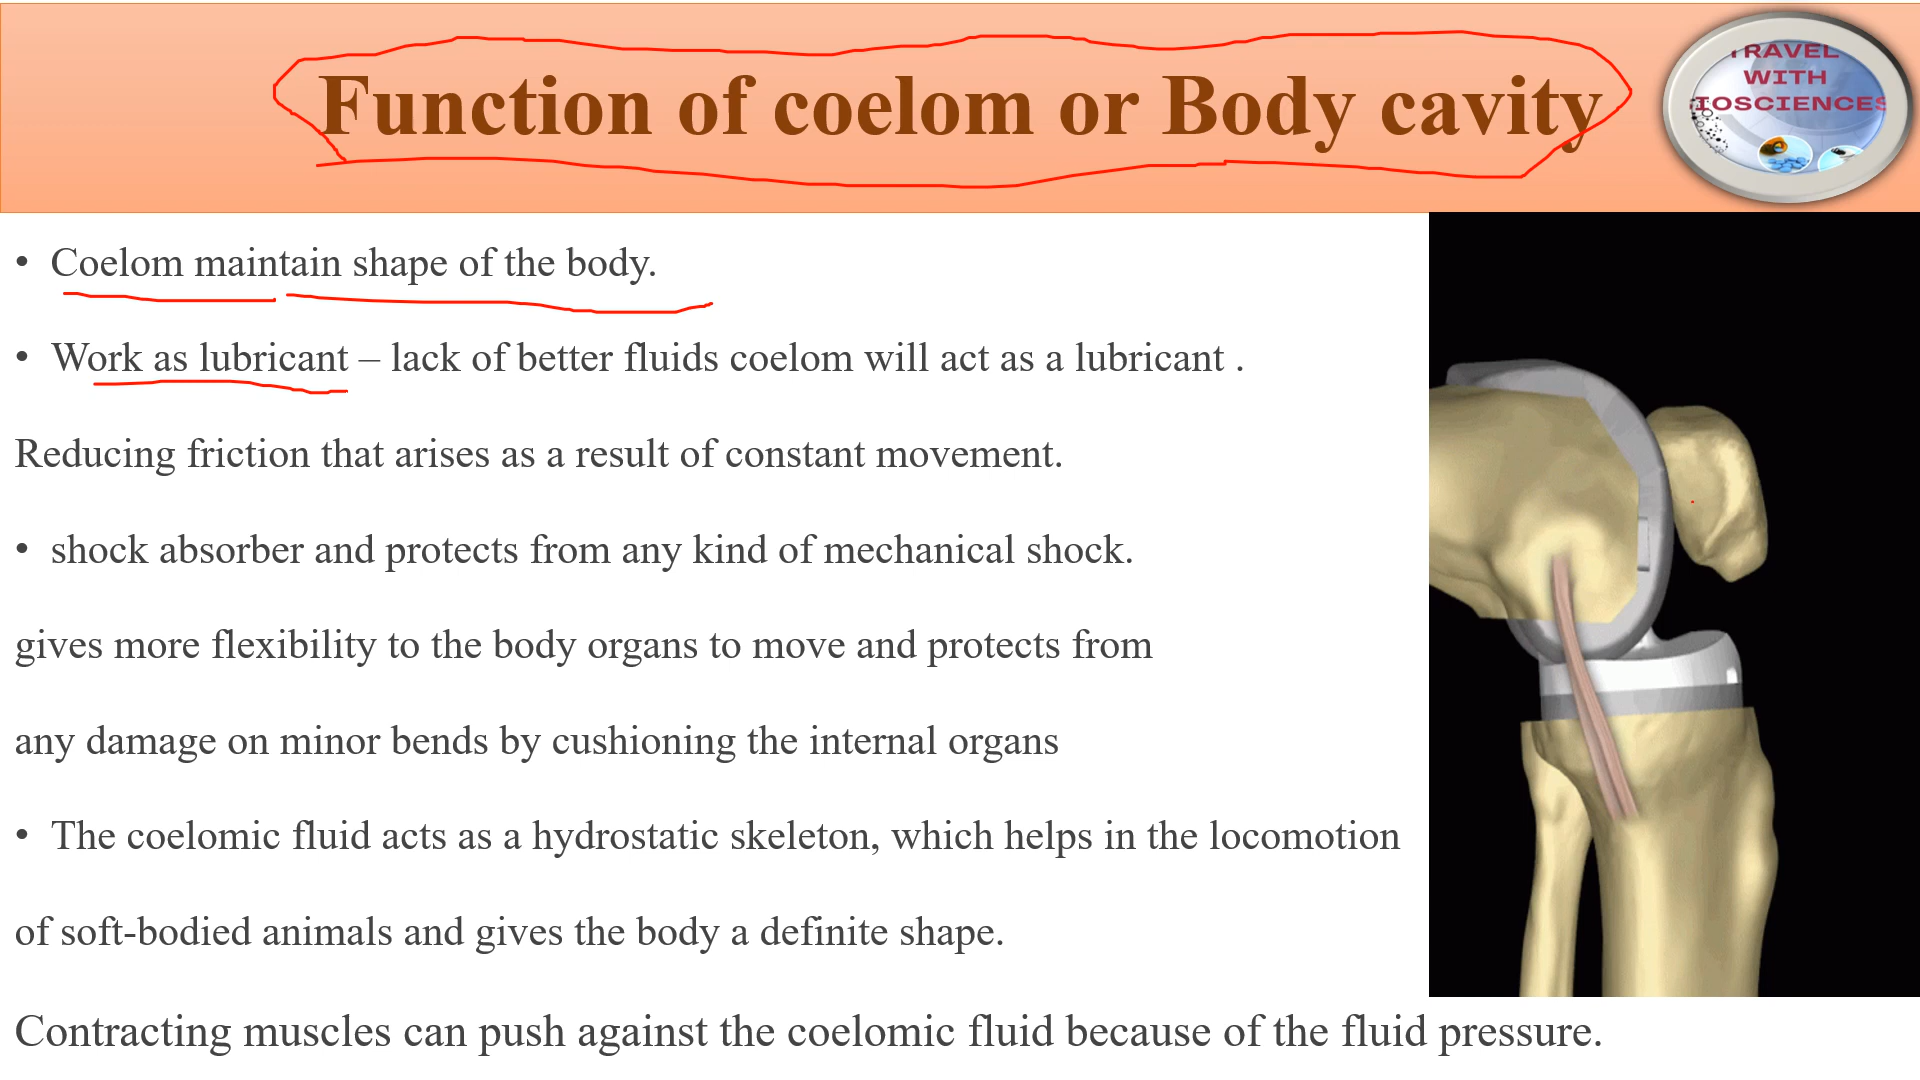 Function of coelom or Body cavity
RAVEL
WITH
IOSCIENCES
• Coelom maintain shape of the body.
• Work as lubricant – lack of better fluids coelom will act as a lubricant .
Reducing friction that arises as a result of constant movement.
• shock absorber and protects from any kind of mechanical shock.
gives more flexibility to the body organs to move and protects from
any damage on minor bends by cushioning the internal organs
• The coelomic fluid acts as a hydrostatic skeleton, which helps in the locomotion
of soft-bodied animals and gives the body a definite shape.
Contracting muscles can push against the coelomic fluid because of the fluid pressure.